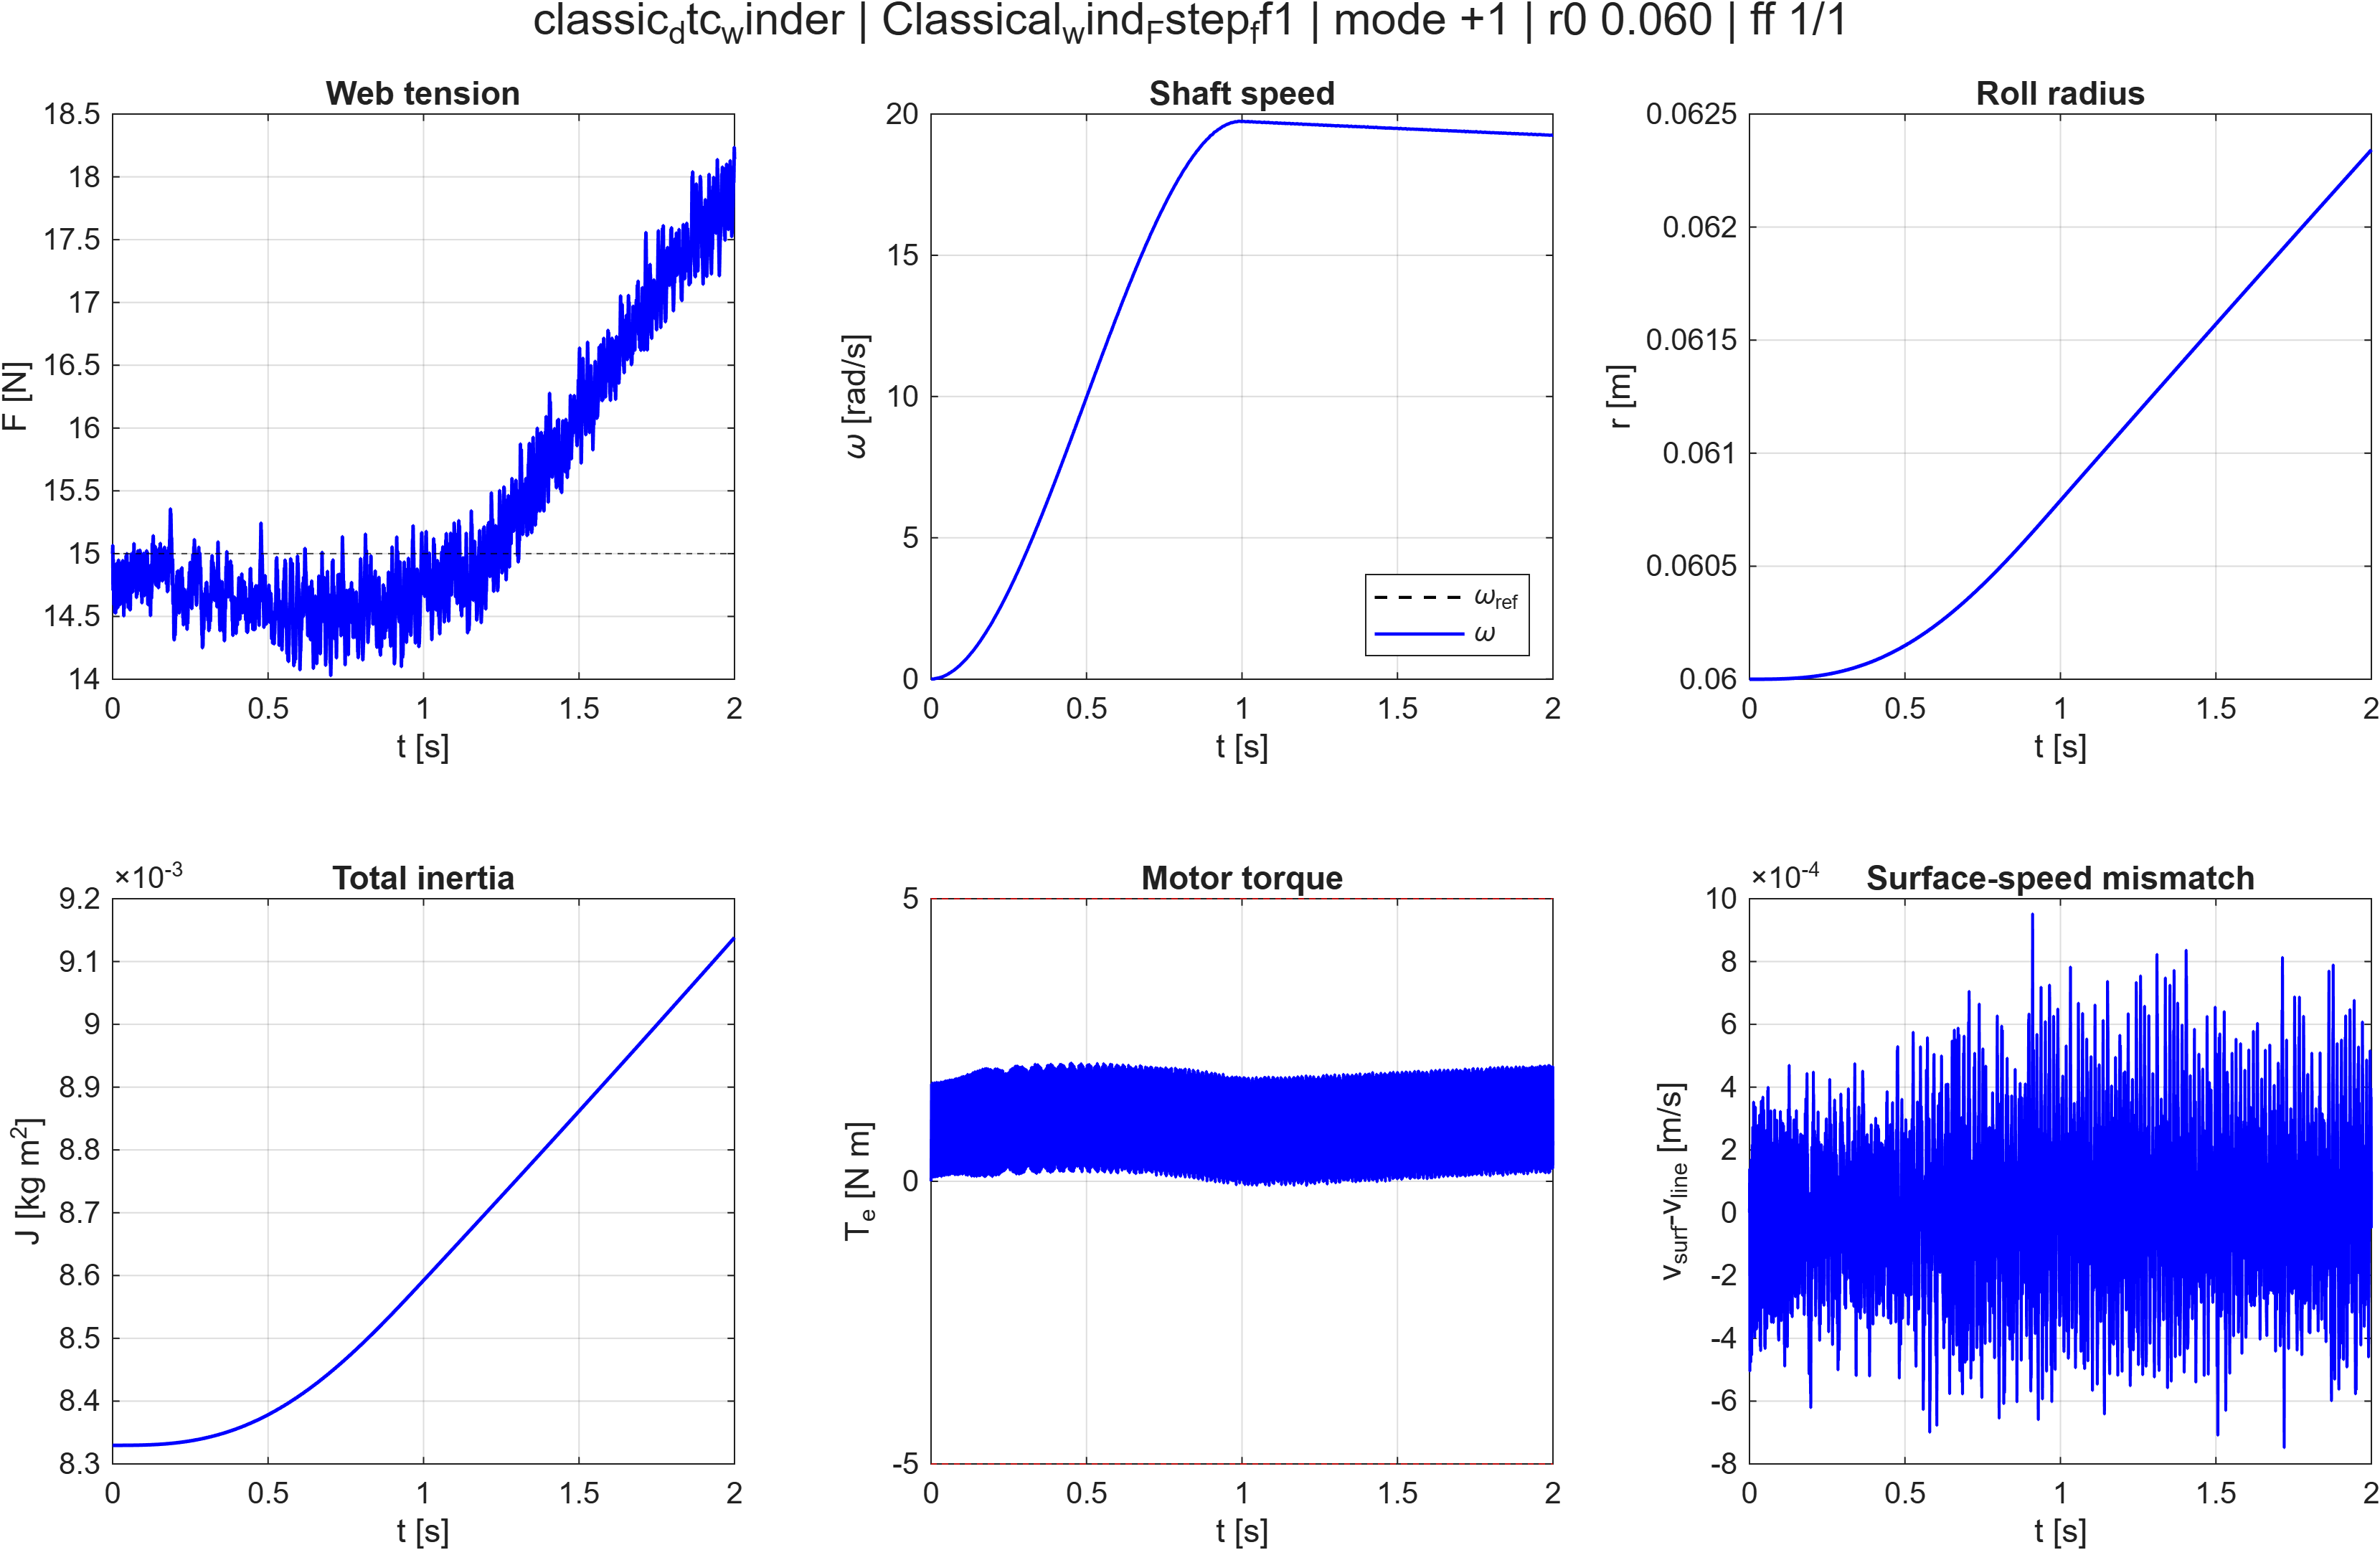 classic_dtc_winder | Classical_wind_Fstep_ff1 | mode +1 | r0 0.060 | ff 1/1
Web tension
18.5
18
17.5
17
16.5
16
15.5
15
14.5
14
F [N]
0 0.5 1 1.5 2
t [s]
Shaft speed
20
15
10
5
0
ω [rad/s]
ω_ref
ω
0 0.5 1 1.5 2
t [s]
Roll radius
0.0625
0.062
0.0615
0.061
0.0605
0.06
r [m]
0 0.5 1 1.5 2
t [s]
×10^-3
Total inertia
9.2
9.1
9
8.9
8.8
8.7
8.6
8.5
8.4
8.3
J [kg m^2]
0 0.5 1 1.5 2
t [s]
Motor torque
5
0
-5
T_e [N m]
0 0.5 1 1.5 2
t [s]
×10^-4
Surface-speed mismatch
10
8
6
4
2
0
-2
-4
-6
-8
v_surf-v_line [m/s]
0 0.5 1 1.5 2
t [s]